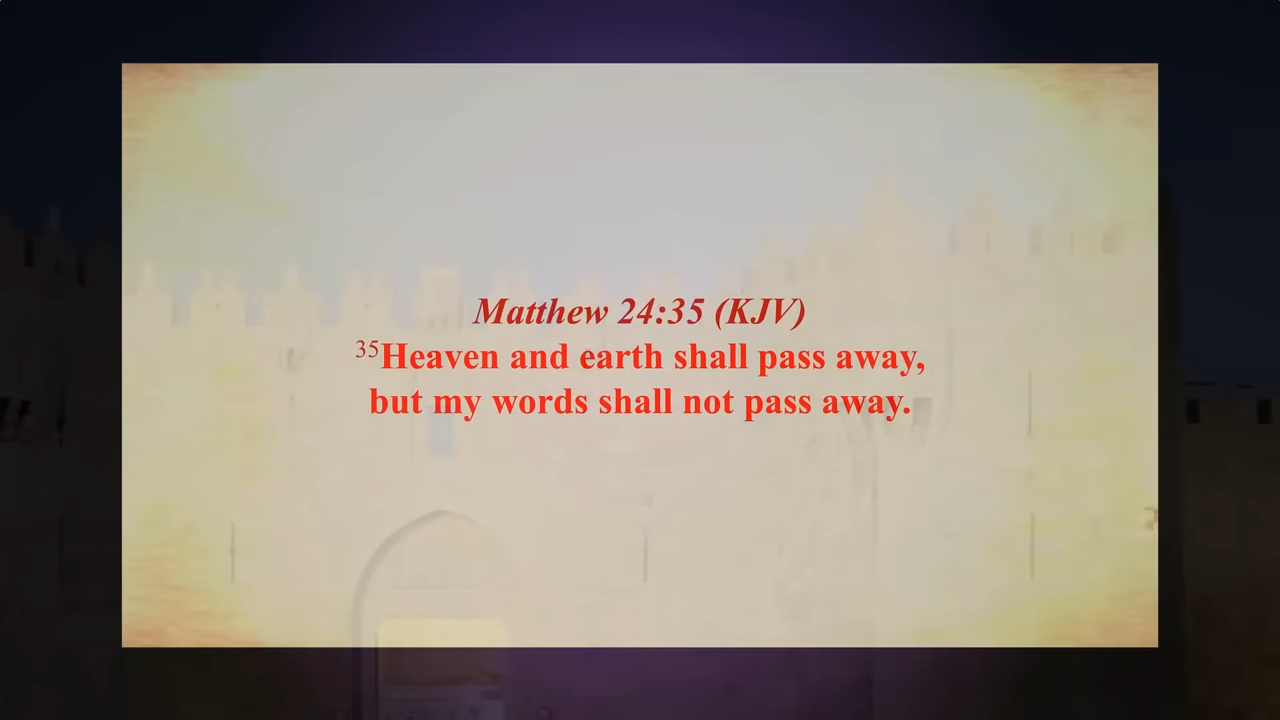 Matthew 24:35 (KJV)
35Heaven and earth shall pass away,
but my words shall not pass away.